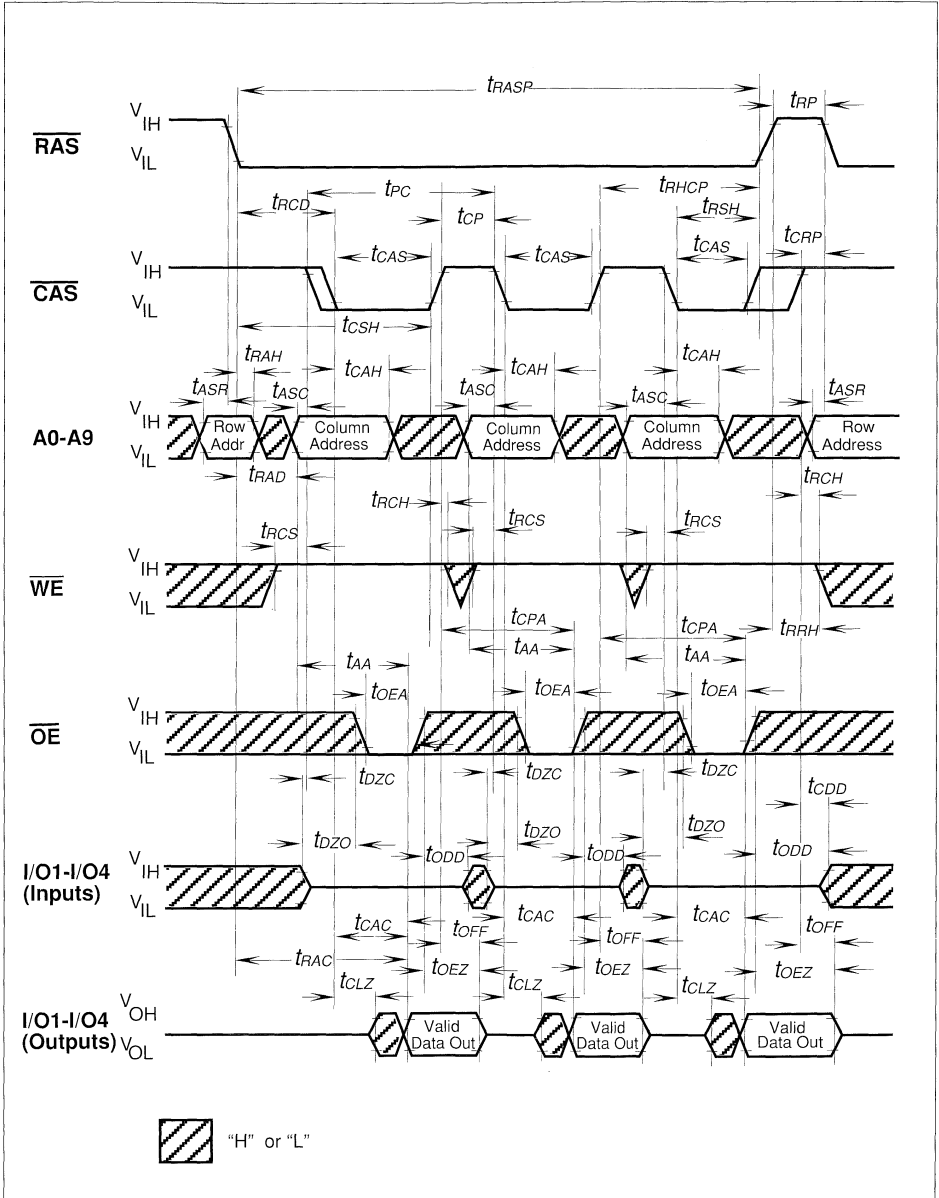 tRASP
tRP
VIH
RAS
VIL
tPC
tRHCP
tRCD
tCP
tRSH
tCAS
tCAS
tCAS
tCRP
VIH
CAS
VIL
tCSH
tRAH
tCAH
tCAH
tCAH
tASR
tASC
tASC
tASC
tASR
VIH
A0-A9
VIL
Row Addr
Column Address
Column Address
Column Address
Row Address
tRAD
tRCH
tRCH
tRCS
tRCS
tRCS
VIH
WE
VIL
tCPA
tCPA
tRRH
tAA
tAA
tAA
tOEA
tOEA
tOEA
VIH
OE
VIL
tDZC
tDZC
tDZC
tCDD
tDZO
tDZO
tDZO
tODD
tODD
tODD
I/O1-I/O4
(Inputs)
VIH
VIL
tCAC
tCAC
tCAC
tOFF
tOFF
tOFF
tRAC
tOEZ
tOEZ
tOEZ
tCLZ
tCLZ
tCLZ
I/O1-I/O4
(Outputs)
VOH
VOL
Valid Data Out
Valid Data Out
Valid Data Out
“H” or “L”